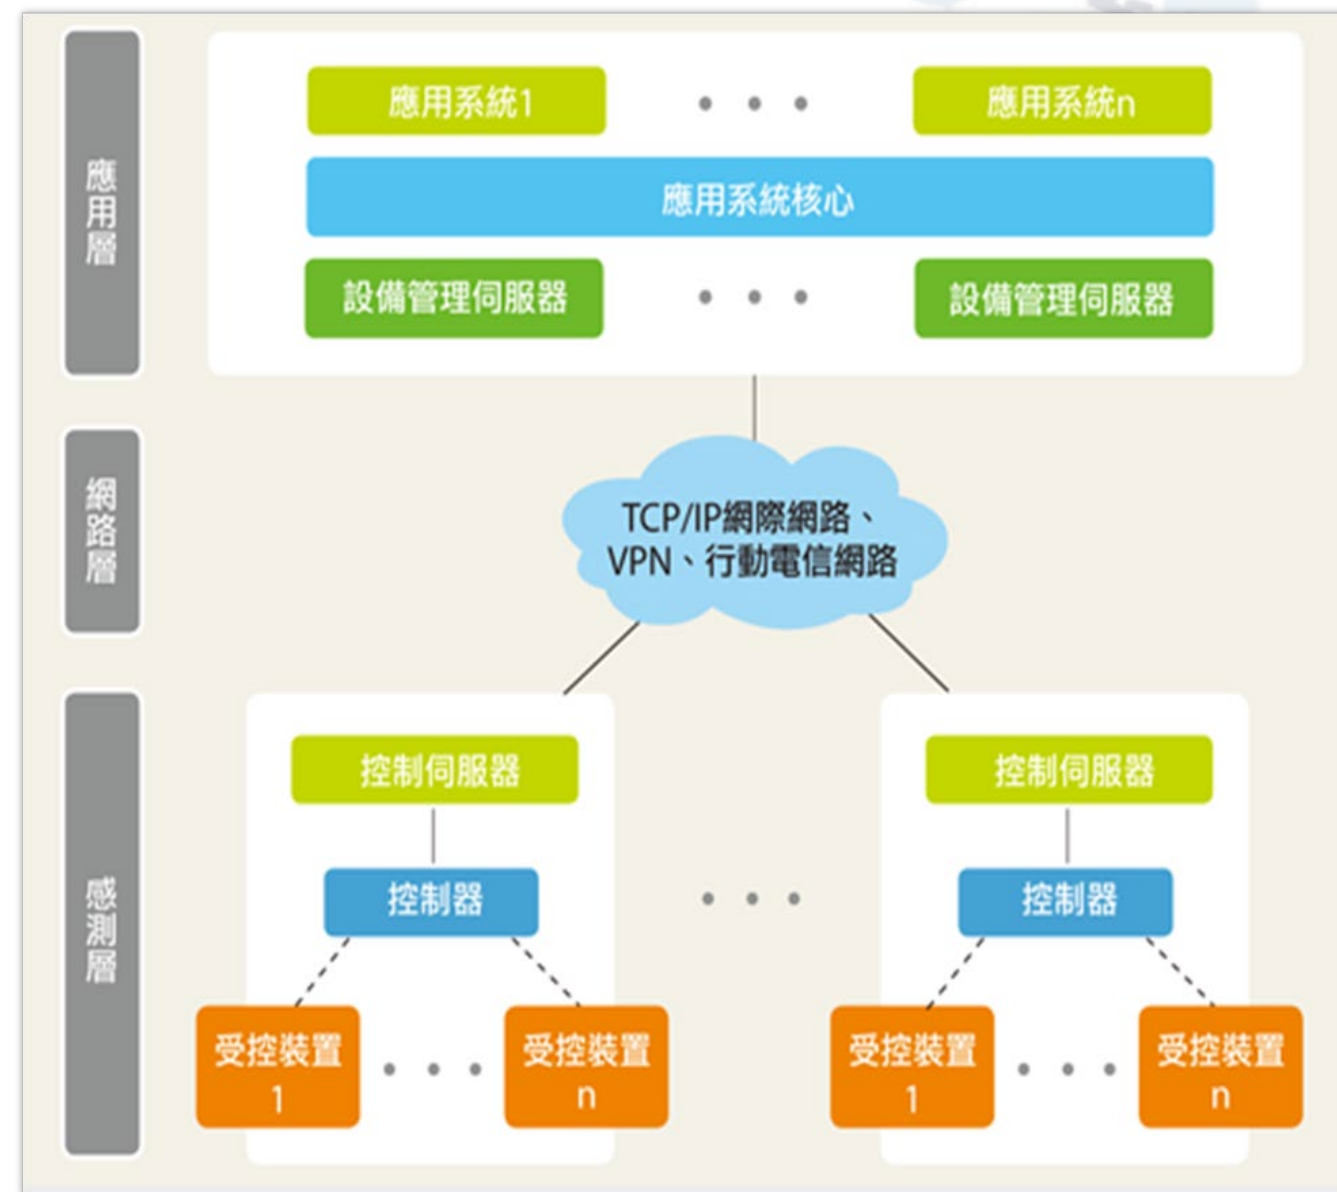 應用層
應用系統1
應用系統n
應用系統核心
設備管理伺服器
設備管理伺服器
網路層
TCP/IP網際網路、
VPN、行動電信網路
感測層
控制伺服器
控制伺服器
控制器
控制器
受控裝置
1
受控裝置
n
受控裝置
1
受控裝置
n